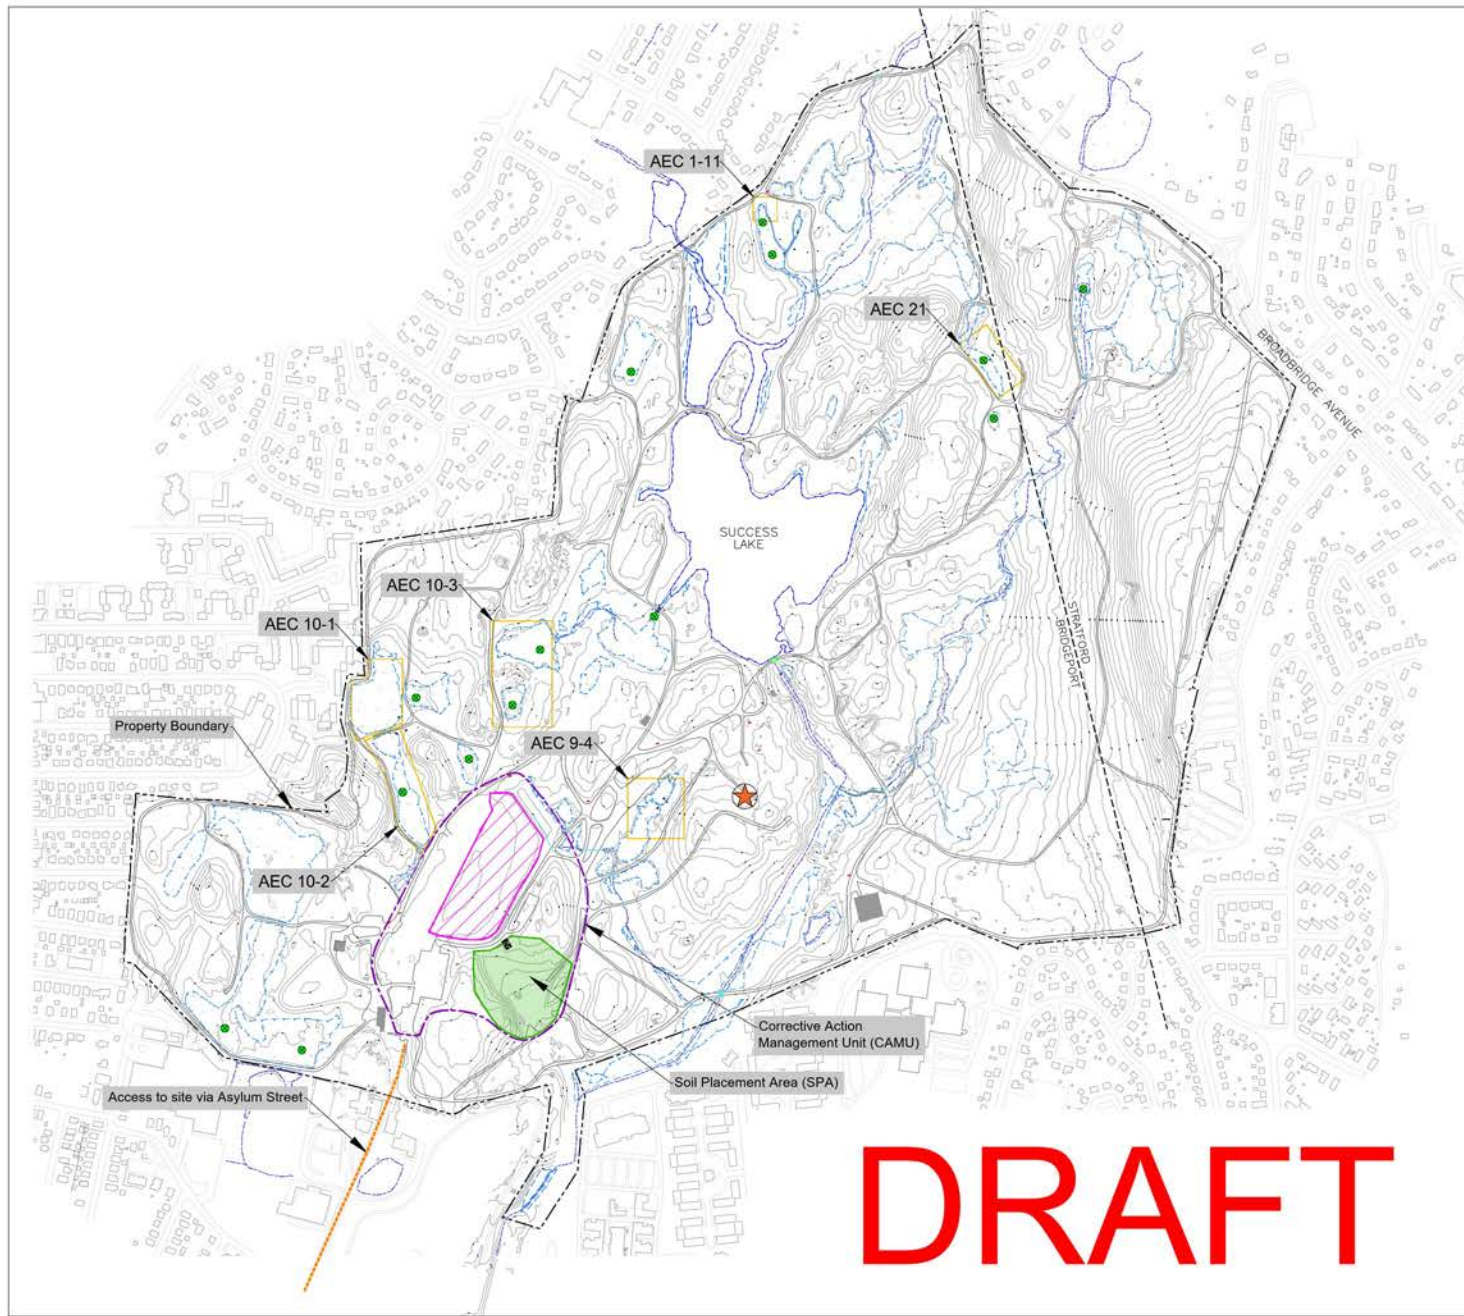 AEC 1-11
AEC 21
BROADBRIDGE AVENUE
SUCCESS
LAKE
AEC 10-3
AEC 10-1
STRATFORD
BRIDGEPORT
Property Boundary
AEC 9-4
AEC 10-2
Corrective Action
Management Unit (CAMU)
Soil Placement Area (SPA)
Access to site via Asylum Street
DRAFT